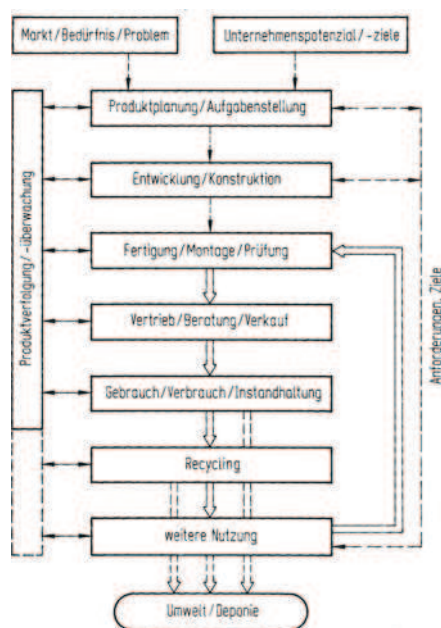 Markt/Bedürfnis/Problem
Unternehmenspotenzial/-ziele
Produktplanung/Aufgabenstellung
Entwicklung/Konstruktion
Fertigung/Montage/Prüfung
Vertrieb/Beratung/Verkauf
Gebrauch/Verbrauch/Instandhaltung
Recycling
weitere Nutzung
Umwelt/Deponie
Produktverfolgung/-überwachung
Anforderungen, Ziele